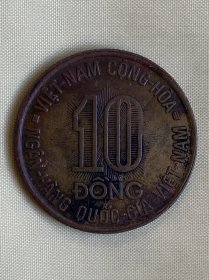 VIỆT-NAM CỘNG-HÒA
10
ĐỒNG
NGÂN-HÀNG QUỐC-GIA VIỆT-NAM